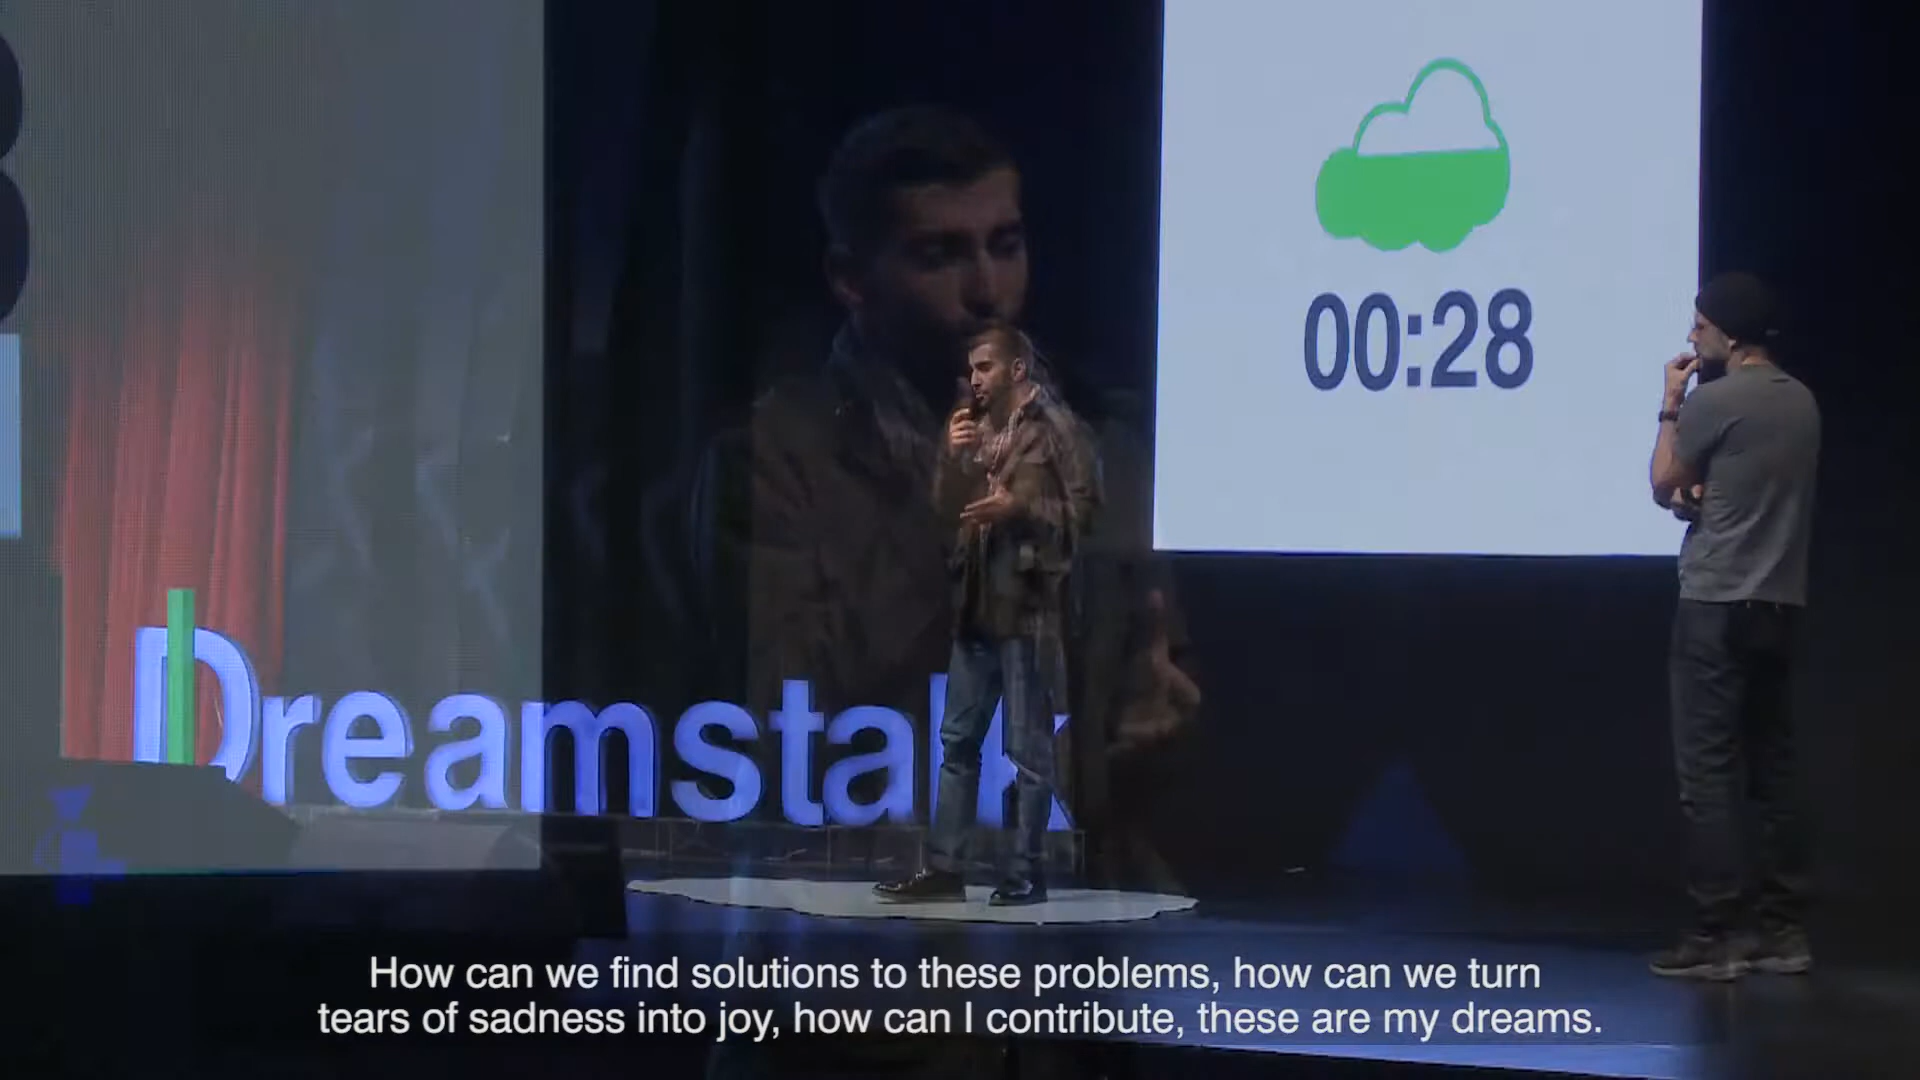 00:28
Dreamstalk
How can we find solutions to these problems, how can we turn
tears of sadness into joy, how can I contribute, these are my dreams.